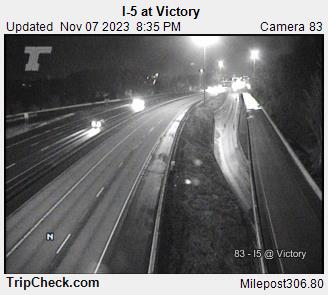 I-5 at Victory
Updated Nov 07 2023 8:35 PM Camera 83
T
N
83 - I5 @ Victory
TripCheck.com Milepost306.80